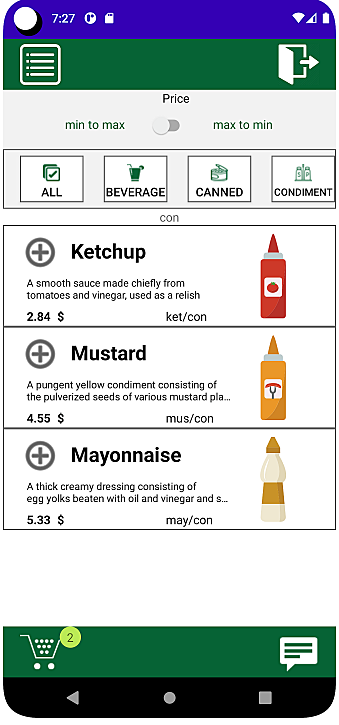 7:27
Price
min to max
max to min
ALL
BEVERAGE
CANNED
CONDIMENT
con
Ketchup
A smooth sauce made chiefly from
tomatoes and vinegar, used as a relish
2.84 $
ket/con
Mustard
A pungent yellow condiment consisting of
the pulverized seeds of various mustard pla...
4.55 $
mus/con
Mayonnaise
A thick creamy dressing consisting of
egg yolks beaten with oil and vinegar and s...
5.33 $
may/con
2